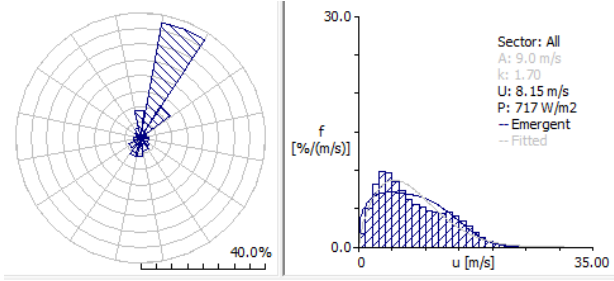 40.0%
30.0
f
[%/(m/s)]
0.0
0
u [m/s]
35.00
Sector: All
A: 9.0 m/s
k: 1.70
U: 8.15 m/s
P: 717 W/m2
-- Emergent
-- Fitted